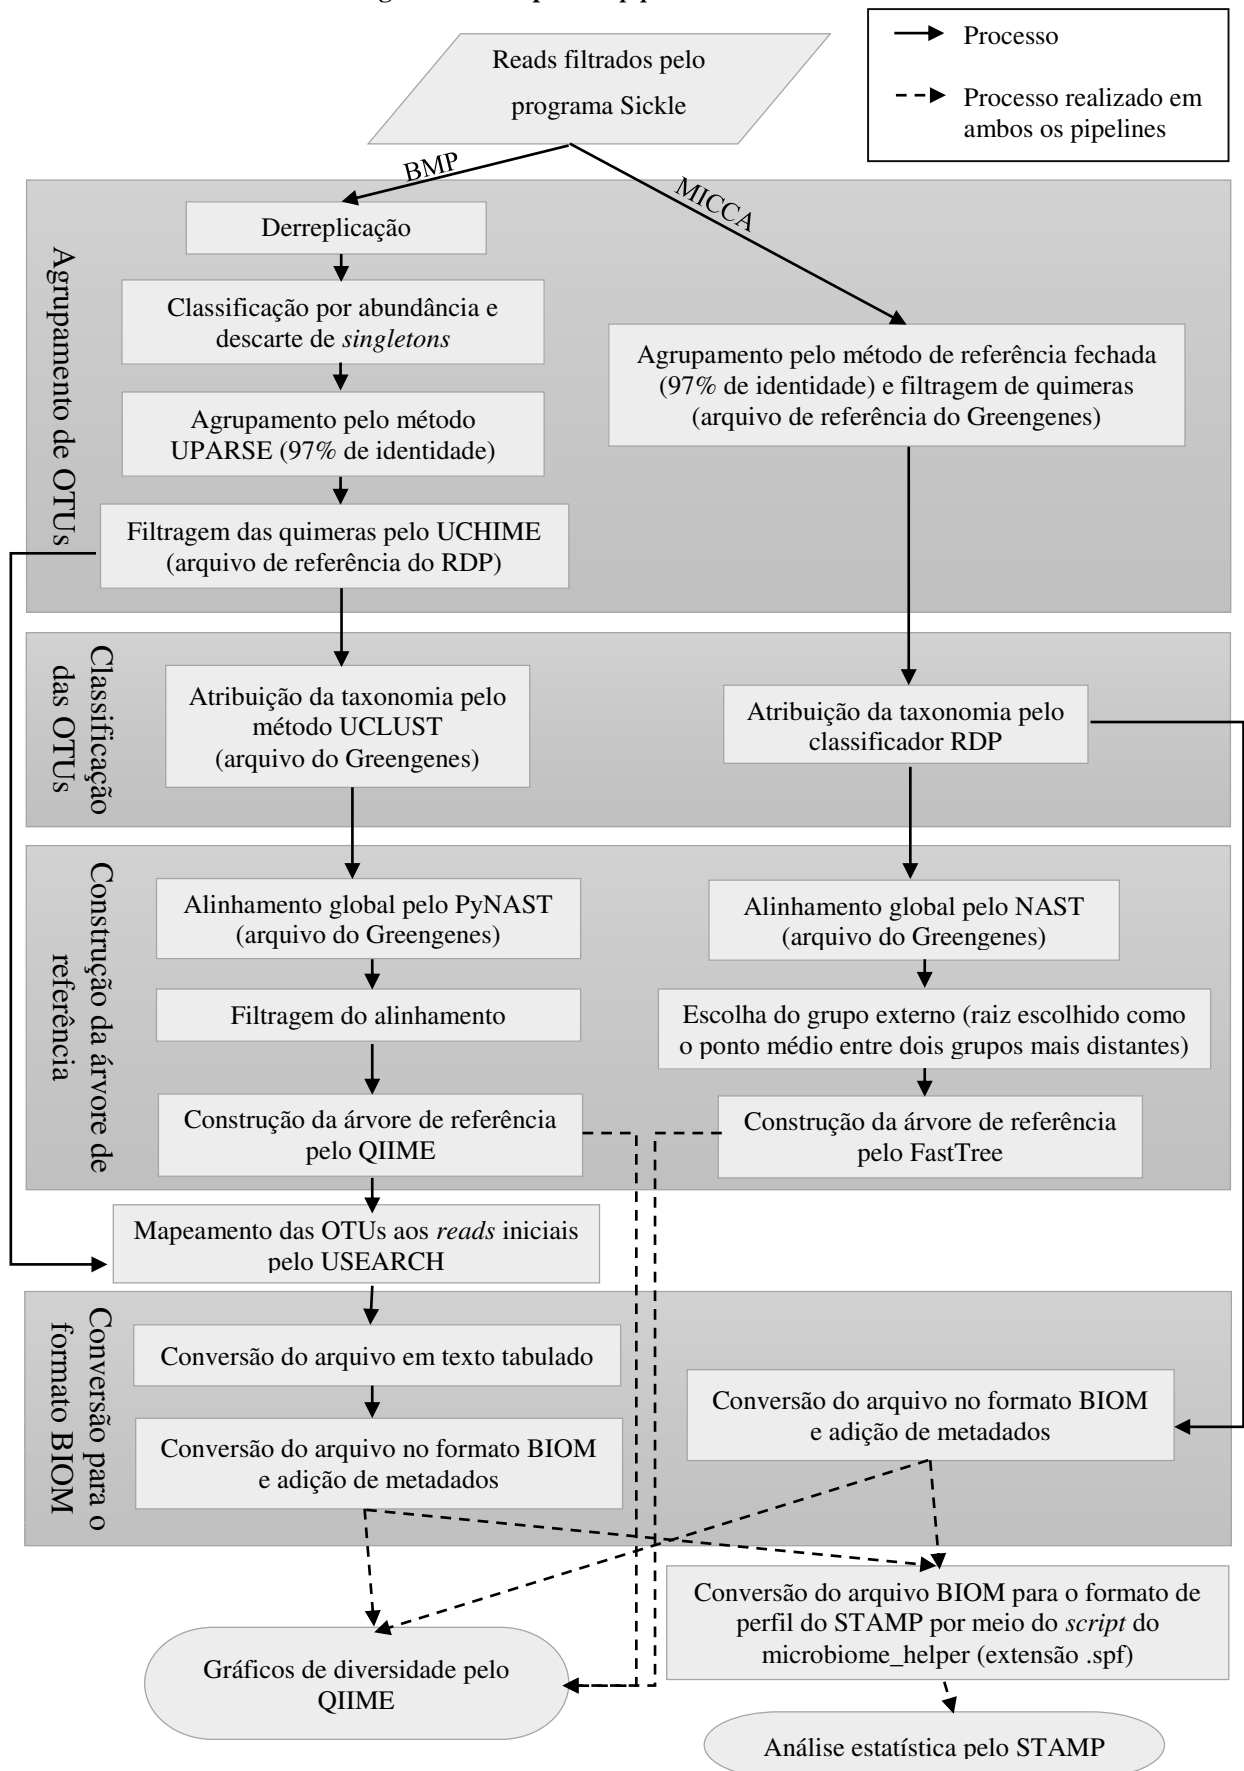 Processo
Processo realizado em
ambos os pipelines
Reads filtrados pelo
programa Sickle
BMP
MICCA
Agrupamento de OTUs
Derreplicação
Classificação por abundância e
descarte de singletons
Agrupamento pelo método
UPARSE (97% de identidade)
Filtragem das quimeras pelo UCHIME
(arquivo de referência do RDP)
Agrupamento pelo método de referência fechada
(97% de identidade) e filtragem de quimeras
(arquivo de referência do Greengenes)
Classificação
das OTUs
Atribuição da taxonomia pelo
método UCLUST
(arquivo do Greengenes)
Atribuição da taxonomia pelo
classificador RDP
Construção da árvore de
referência
Alinhamento global pelo PyNAST
(arquivo do Greengenes)
Filtragem do alinhamento
Construção da árvore de referência
pelo QIIME
Alinhamento global pelo NAST
(arquivo do Greengenes)
Escolha do grupo externo (raiz escolhido como
o ponto médio entre dois grupos mais distantes)
Construção da árvore de referência
pelo FastTree
Mapeamento das OTUs aos reads iniciais
pelo USEARCH
Conversão para o
formato BIOM
Conversão do arquivo em texto tabulado
Conversão do arquivo no formato BIOM
e adição de metadados
Conversão do arquivo no formato BIOM
e adição de metadados
Conversão do arquivo BIOM para o formato de
perfil do STAMP por meio do script do
microbiome_helper (extensão .spf)
Gráficos de diversidade pelo
QIIME
Análise estatística pelo STAMP